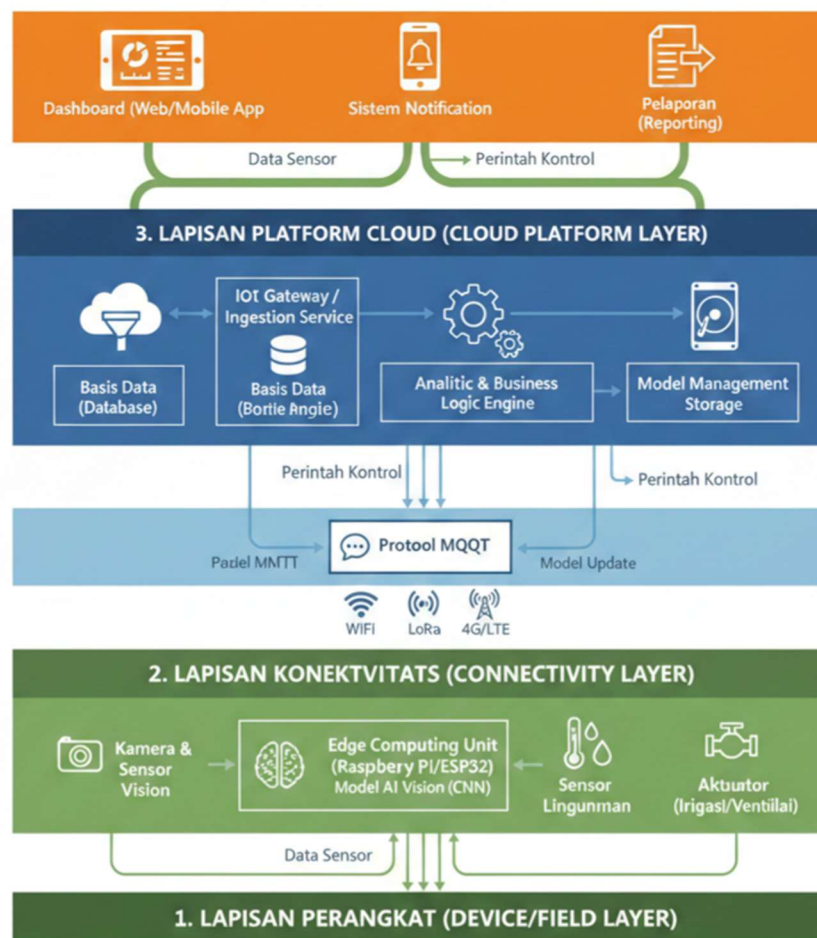 Dashboard (Web/Mobile App
Sistem Notification
Pelaporan
(Reporting)
Data Sensor
Perintah Kontrol
3. LAPISAN PLATFORM CLOUD (CLOUD PLATFORM LAYER)
Basis Data
(Database)
IOT Gateway /
Ingestion Service
Basis Data
Analitic & Business
Logic Engine
Model Management
Storage
Perintah Kontrol
Perintah Kontrol
Protool MQQT
Model Update
WIFI
LoRa
4G/LTE
2. LAPISAN KONEKTVITATS (CONNECTIVITY LAYER)
Kamera &
Sensor
Vision
Edge Computing Unit
(Raspberry PI/ESP32)
Model AI Vision (CNN)
Sensor
Lingunman
Aktuator
(Irigasi/Ventilai)
Data Sensor
1. LAPISAN PERANGKAT (DEVICE/FIELD LAYER)